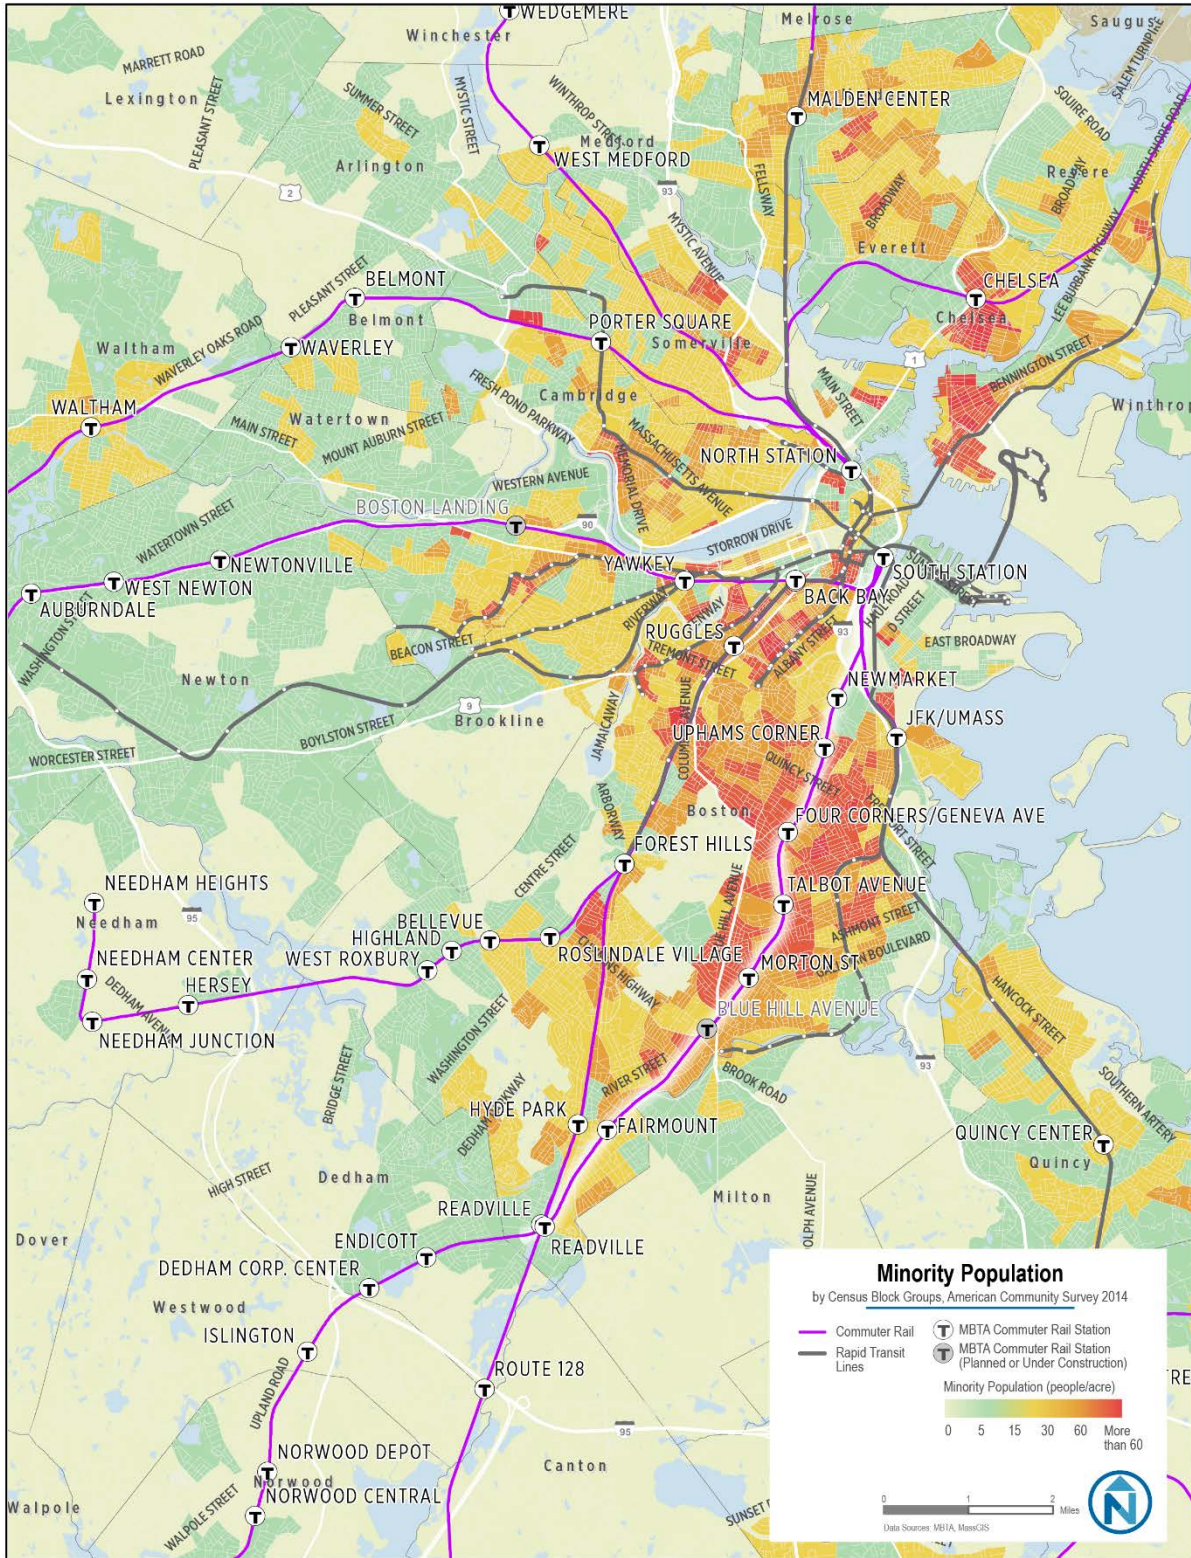 WEDGEMERE
Melrose
Saugus
Winchester
MARRETT ROAD
SALEM TURNPIKE
Lexington
PLEASANT STREET
SUMMER STREET
MYSTIC STREET
WINTHROP STREET
MALDEN CENTER
SQUIRE ROAD
NORTH SHORE ROAD
Medford
WEST MEDFORD
Arlington
FELLSWAY
BROADWAY
BROADWAY
Revere
2
93
MYSTIC AVENUE
Everett
LEE BURBANK HIGHWAY
PLEASANT STREET
BELMONT
CHELSEA
Belmont
PORTER SQUARE
Chelsea
Waltham
WAVERLEY OAKS ROAD
WAVERLEY
Somerville
1
BENNINGTON STREET
MAIN STREET
FRESH POND PARKWAY
Cambridge
Winthrop
WALTHAM
Watertown
MAIN STREET
MOUNT AUBURN STREET
MASSACHUSETTS AVENUE
NORTH STATION
MEMORIAL DRIVE
WESTERN AVENUE
BOSTON LANDING
90
93
WATERTOWN STREET
STORROW DRIVE
NEWTONVILLE
YAWKEY
SOUTH STATION
WEST NEWTON
BACK BAY
AUBURNDALE
HAUL ROAD
D STREET
RIVERWAY
WASHINGTON STREET
BEACON STREET
RUGGLES
TREMONT STREET
ALBANY STREET
93
EAST BROADWAY
Newton
NEWMARKET
9
Brookline
JAMAICAWAY
BOYLSTON STREET
JFK/UMASS
WORCESTER STREET
UPHAMS CORNER
QUINCY STREET
ARBORWAY
Boston
FOUR CORNERS/GENEVA AVE
FOREST HILLS
CENTRE STREET
NEEDHAM HEIGHTS
TALBOT AVENUE
Needham
95
BELLEVUE
ASHMONT STREET
HIGHLAND
NEEDHAM CENTER
WEST ROXBURY
ROSLINDALE VILLAGE
MORTON ST
HERSEY
HANCOCK STREET
DEDHAM AVENUE
BLUE HILL AVENUE
NEEDHAM JUNCTION
WASHINGTON STREET
93
BRIDGE STREET
RIVER STREET
BROOK ROAD
SOUTHERN ARTERY
HYDE PARK
FAIRMOUNT
QUINCY CENTER
Quincy
HIGH STREET
Dedham
Milton
READVILLE
Dover
ENDICOTT
READVILLE
DEDHAM CORP. CENTER
Westwood
ISLINGTON
ROUTE 128
UPLAND ROAD
95
NORWOOD DEPOT
Norwood
Canton
NORWOOD CENTRAL
Walpole
WALPOLE STREET
Minority Population
by Census Block Groups, American Community Survey 2014
Commuter Rail
MBTA Commuter Rail Station
Rapid Transit
Lines
MBTA Commuter Rail Station
(Planned or Under Construction)
Minority Population (people/acre)
0 5 15 30 60 More
than 60
0 1 2
Miles
Data Sources: MBTA, MassGIS
N